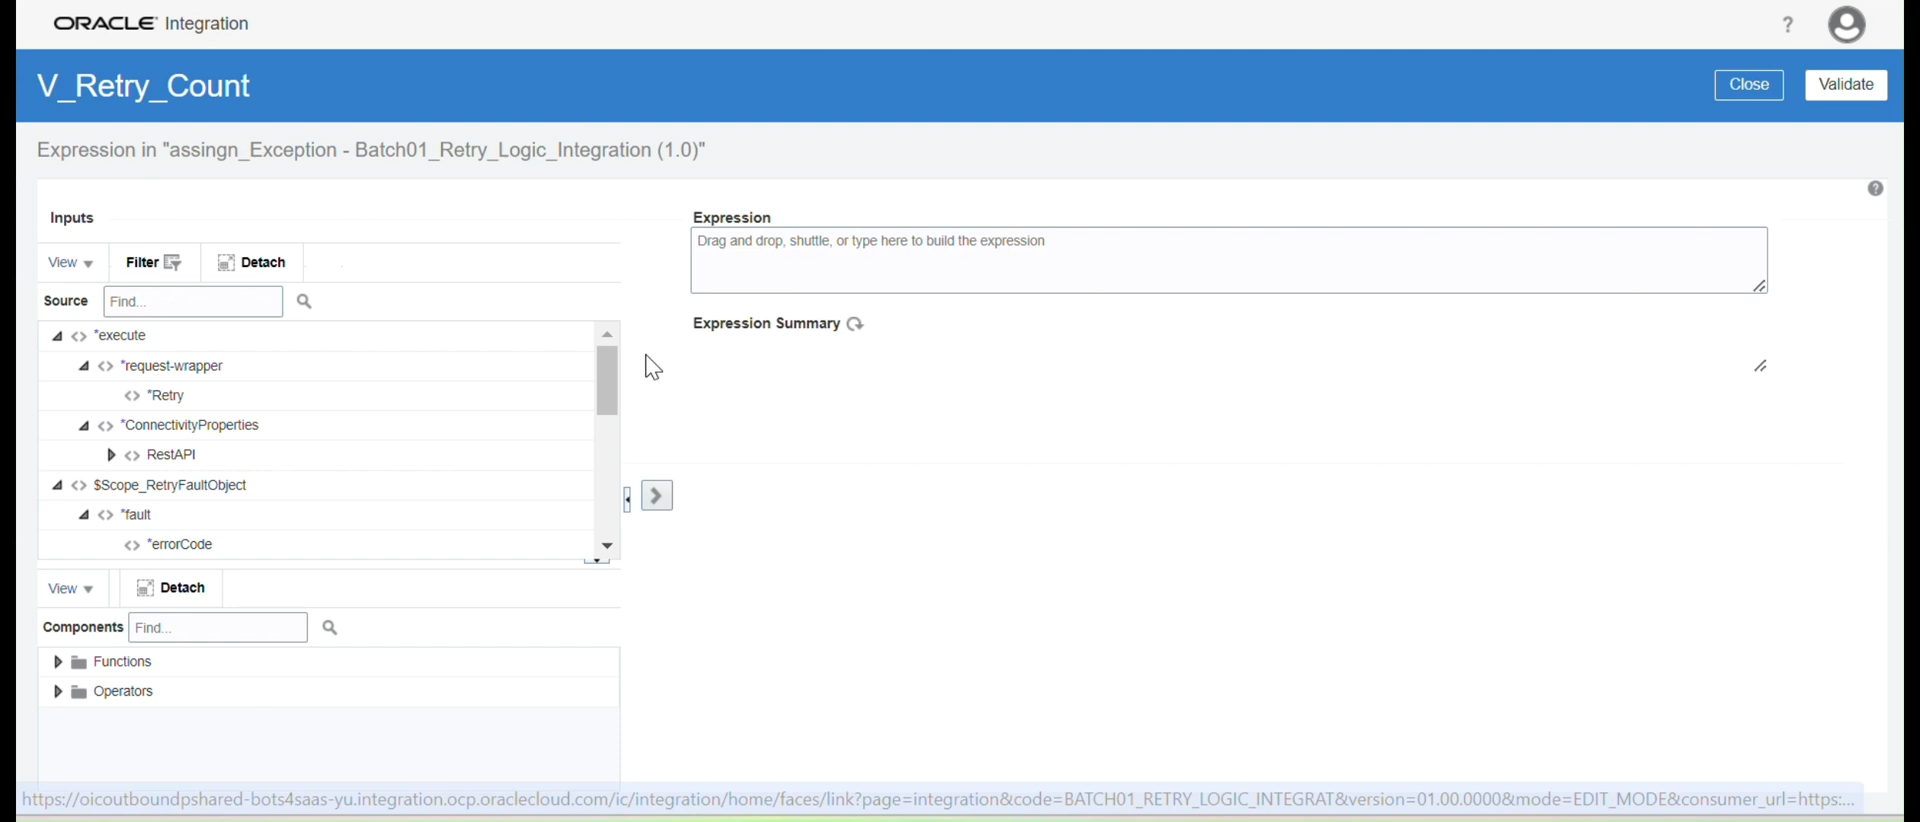 ORACLE Integration
?
V_Retry_Count
Close
Validate
Expression in "assingn_Exception - Batch01_Retry_Logic_Integration (1.0)"
?
Inputs
View
Filter
Detach
Source
Find...
<> *execute
<> *request-wrapper
<> *Retry
<> *ConnectivityProperties
<> RestAPI
<> $Scope_RetryFaultObject
<> *fault
<> *errorCode
Expression
Drag and drop, shuttle, or type here to build the expression
Expression Summary
View
Detach
Components
Find...
Functions
Operators
https://oicoutboundpshared-bots4saas-yu.integration.ocp.oraclecloud.com/ic/integration/home/faces/link?page=integration&code=BATCH01_RETRY_LOGIC_INTEGRAT&version=01.00.0000&mode=EDIT_MODE&consumer_url=https:...